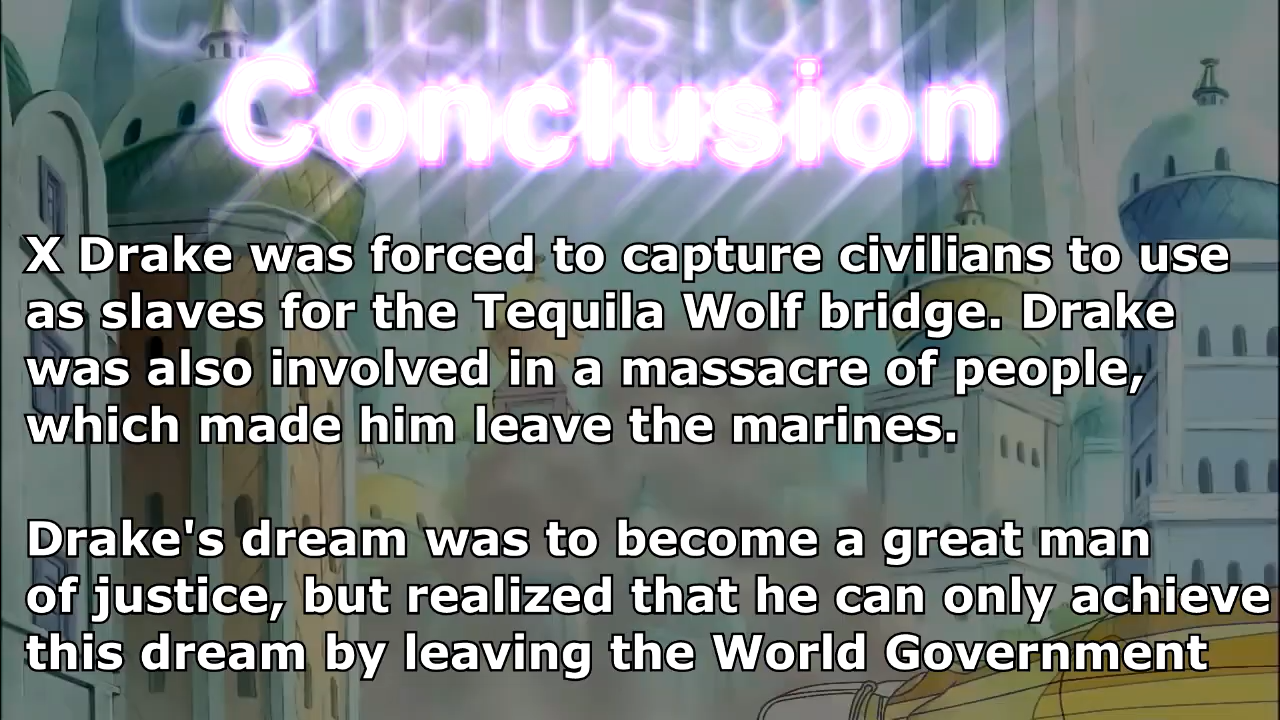 Conclusion
Conclusion
X Drake was forced to capture civilians to use
as slaves for the Tequila Wolf bridge. Drake
was also involved in a massacre of people,
which made him leave the marines.
Drake's dream was to become a great man
of justice, but realized that he can only achieve
this dream by leaving the World Government